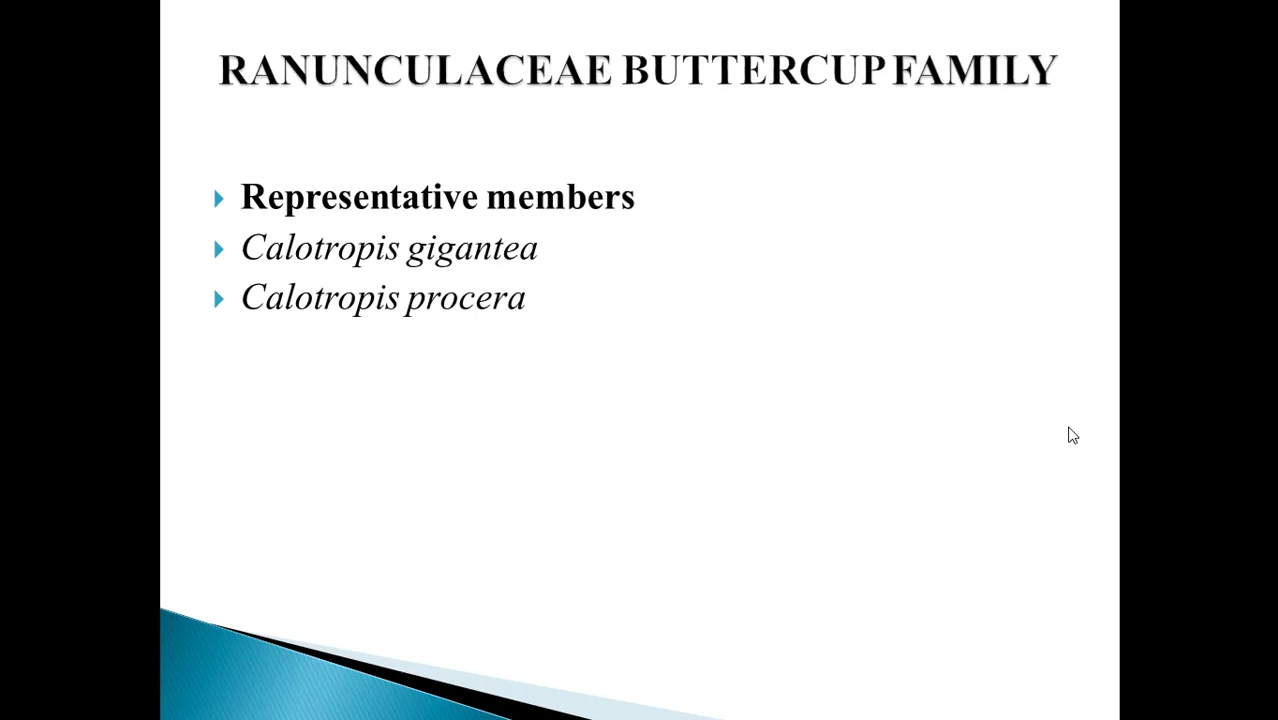 RANUNCULACEAE BUTTERCUP FAMILY
Representative members
Calotropis gigantea
Calotropis procera